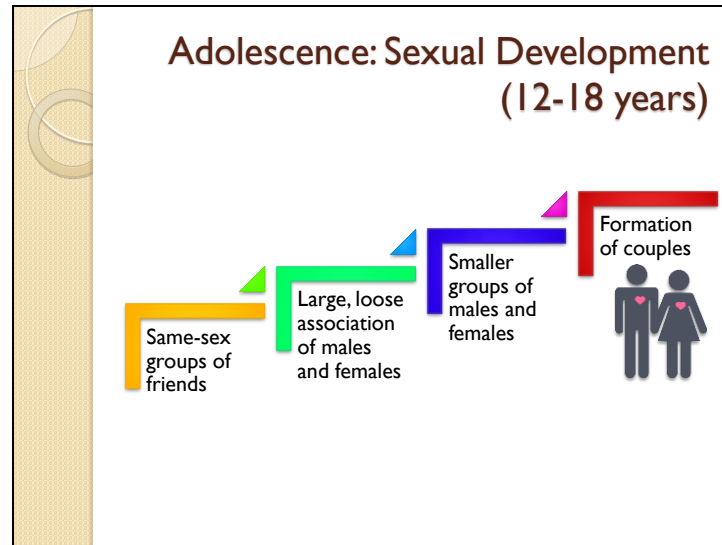 Adolescence: Sexual Development
(12-18 years)
Same-sex
groups of
friends
Large, loose
association
of males
and females
Smaller
groups of
males and
females
Formation
of couples